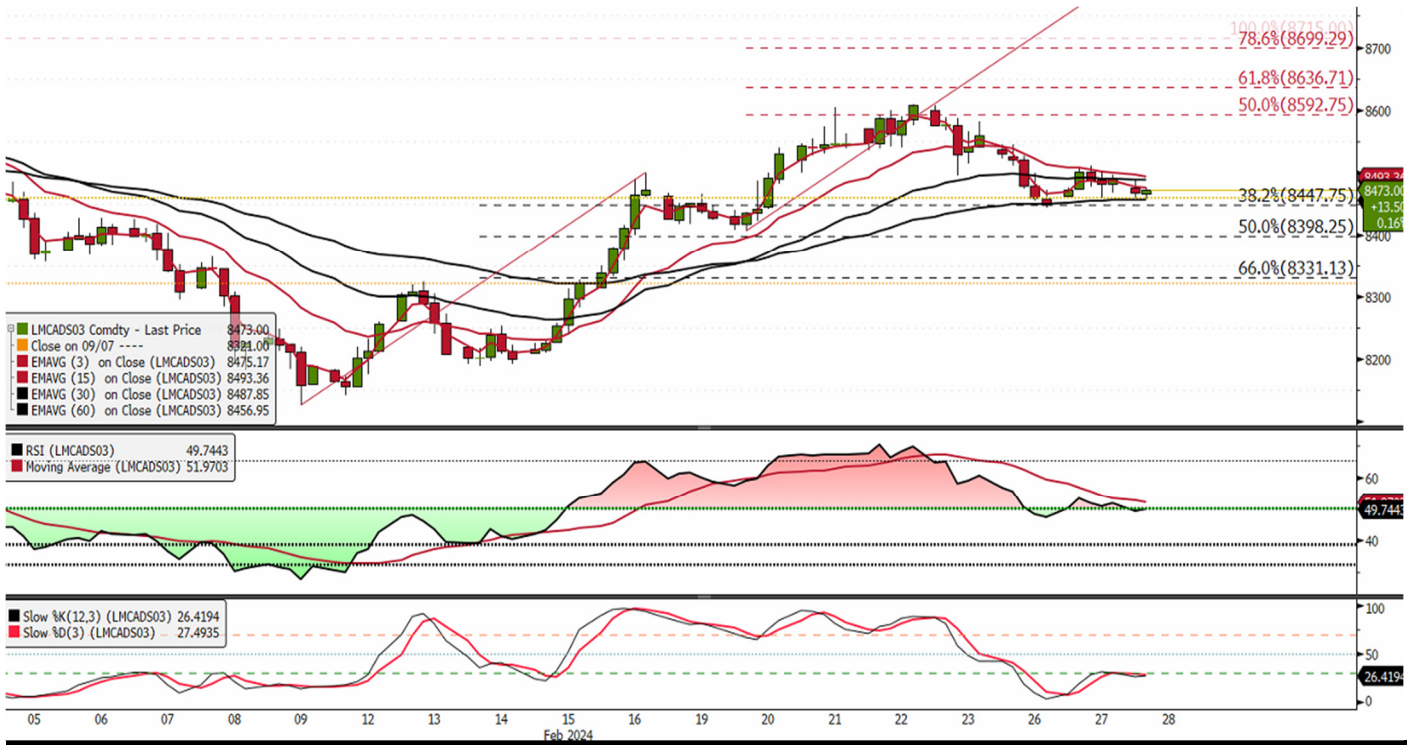 100.0%(8715.00)
78.6%(8699.29)
8700
61.8%(8636.71)
50.0%(8592.75)
8600
8493.36
8473.00
38.2%(8447.75)
+13.50
0.16%
50.0%(8398.25)
8400
66.0%(8331.13)
8300
8200
LMCADS03 Comdty - Last Price 8473.00
Close on 09/07 ---- 8321.00
EMAVG (3) on Close (LMCADS03) 8475.17
EMAVG (15) on Close (LMCADS03) 8493.36
EMAVG (30) on Close (LMCADS03) 8487.85
EMAVG (60) on Close (LMCADS03) 8456.95
RSI (LMCADS03) 49.7443
Moving Average (LMCADS03) 51.9703
60
49.7443
40
Slow %K(12,3) (LMCADS03) 26.4194
Slow %D(3) (LMCADS03) 27.4935
100
50
26.4194
0
05 06 07 08 09 12 13 14 15 16 19 20 21 22 23 26 27 28
Feb 2024